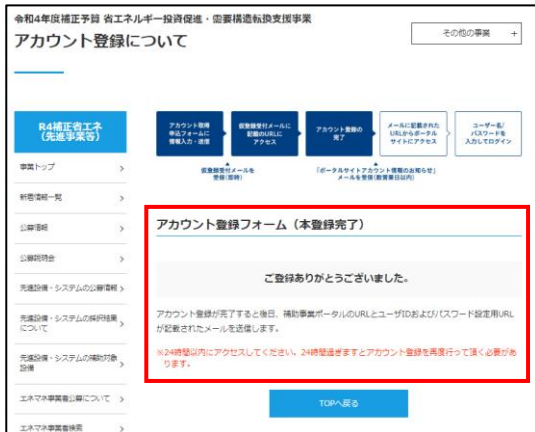 令和4年度補正予算 省エネルギー投資促進・需要構造転換支援事業
アカウント登録について
その他の事業 +
R4補正省エネ
(先進事業等)
事業トップ
新着情報一覧
公募情報
公募説明会
先進設備・システムの公募情報
先進設備・システムの採択結果
について
先進設備・システムの補助対象
設備
エネマネ事業者公募について
エネマネ事業者検索
アカウント取得
申込フォームに
情報入力・送信
仮登録受付メールに
記載のURLに
アクセス
アカウント登録の
完了
メールに記載された
URLからポータル
サイトにアクセス
ユーザー名/
パスワードを
入力してログイン
仮登録受付メールを
受信(即時)
「ポータルサイトアカウント情報のお知らせ」
メールを受信(数営業日以内)
アカウント登録フォーム(本登録完了)
ご登録ありがとうございました。
アカウント登録が完了すると後日、補助事業ポータルのURLとユーザIDおよびパスワード設定用URL
が記載されたメールを送信します。
※24時間以内にアクセスしてください。24時間過ぎますとアカウント登録を再度行って頂く必要があ
ります。
TOPへ戻る